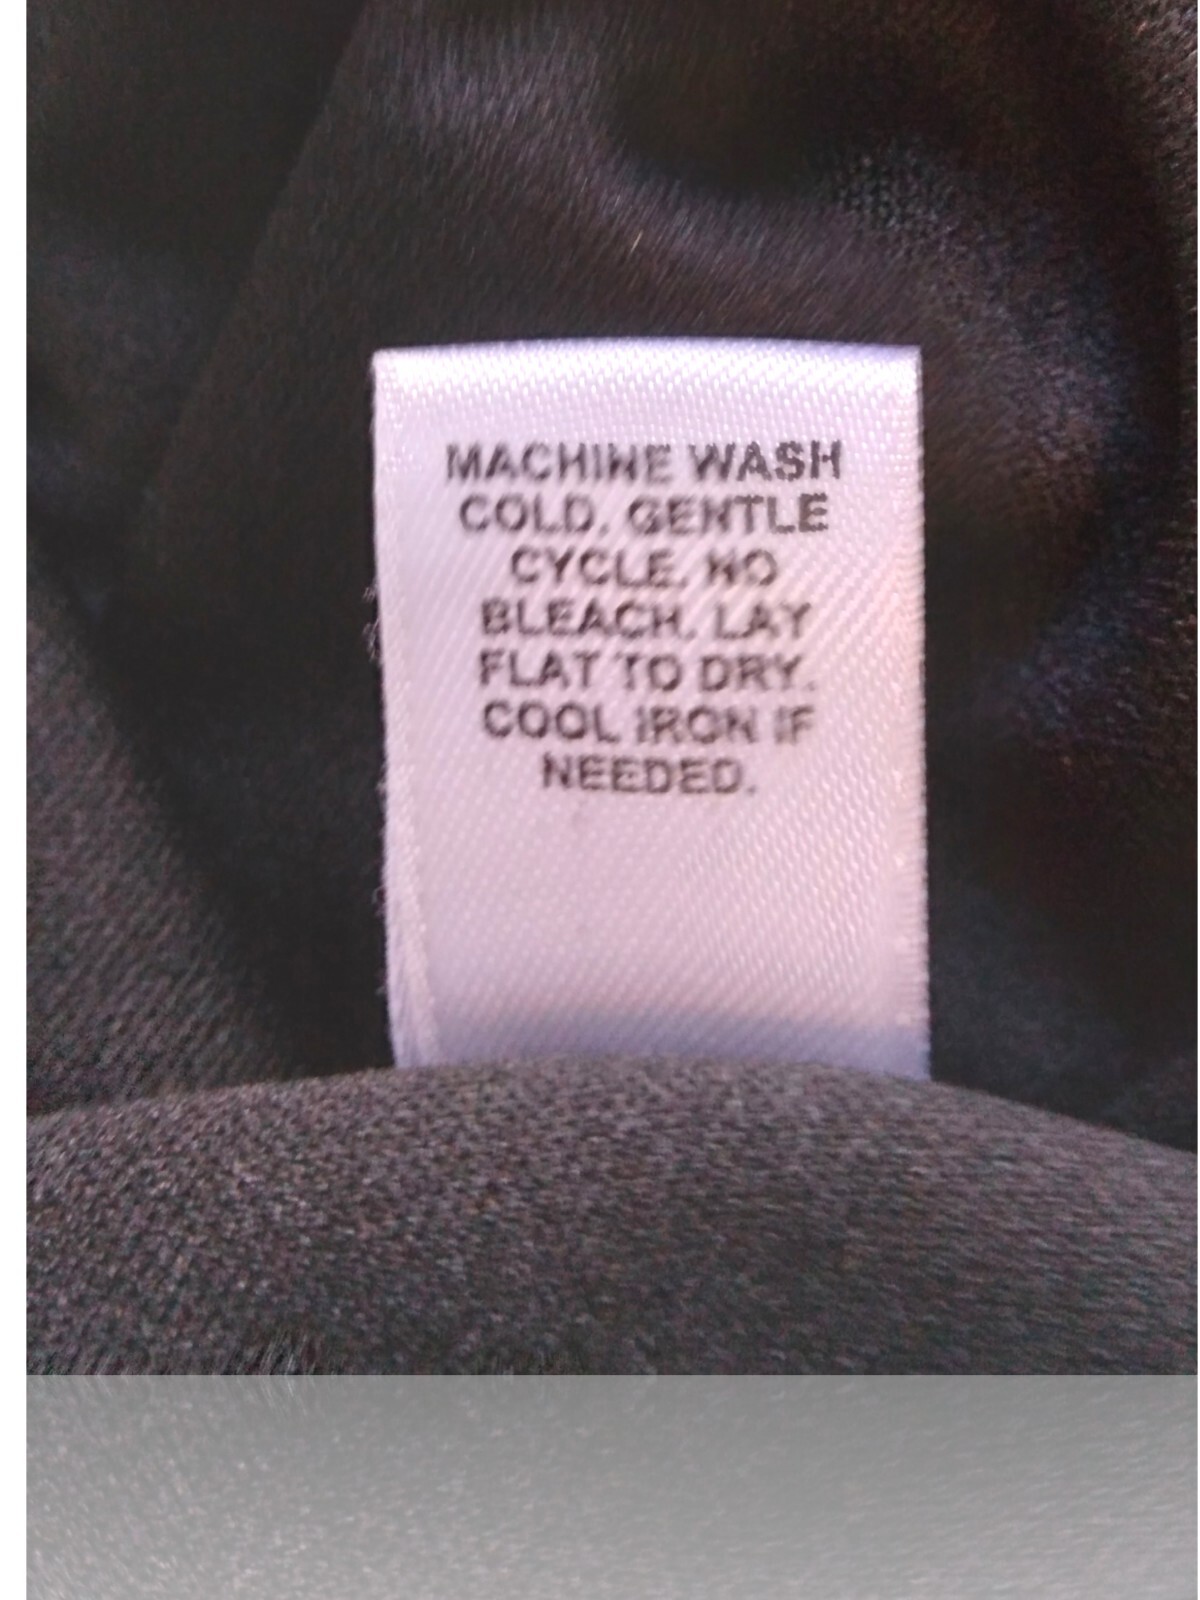 MACHINE WASH
COLD. GENTLE
CYCLE. NO
BLEACH. LAY
FLAT TO DRY.
COOL IRON IF
NEEDED.